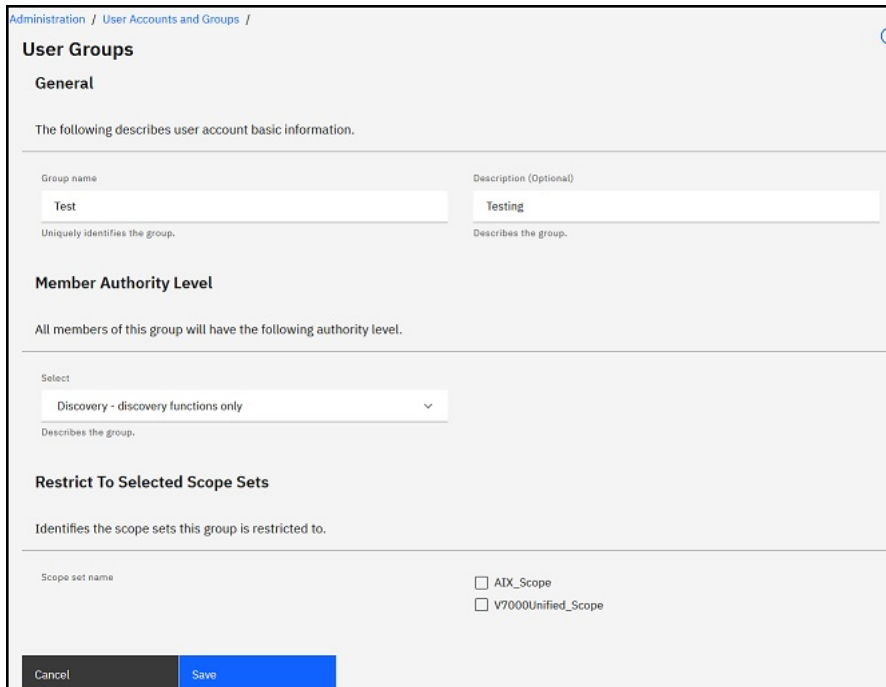 Administration / User Accounts and Groups /
User Groups
General
The following describes user account basic information.
Group name
Test
Uniquely identifies the group.
Description (Optional)
Testing
Describes the group.
Member Authority Level
All members of this group will have the following authority level.
Select
Discovery - discovery functions only
Describes the group.
Restrict To Selected Scope Sets
Identifies the scope sets this group is restricted to.
Scope set name
AIX_Scope
V7000Unified_Scope
Cancel
Save